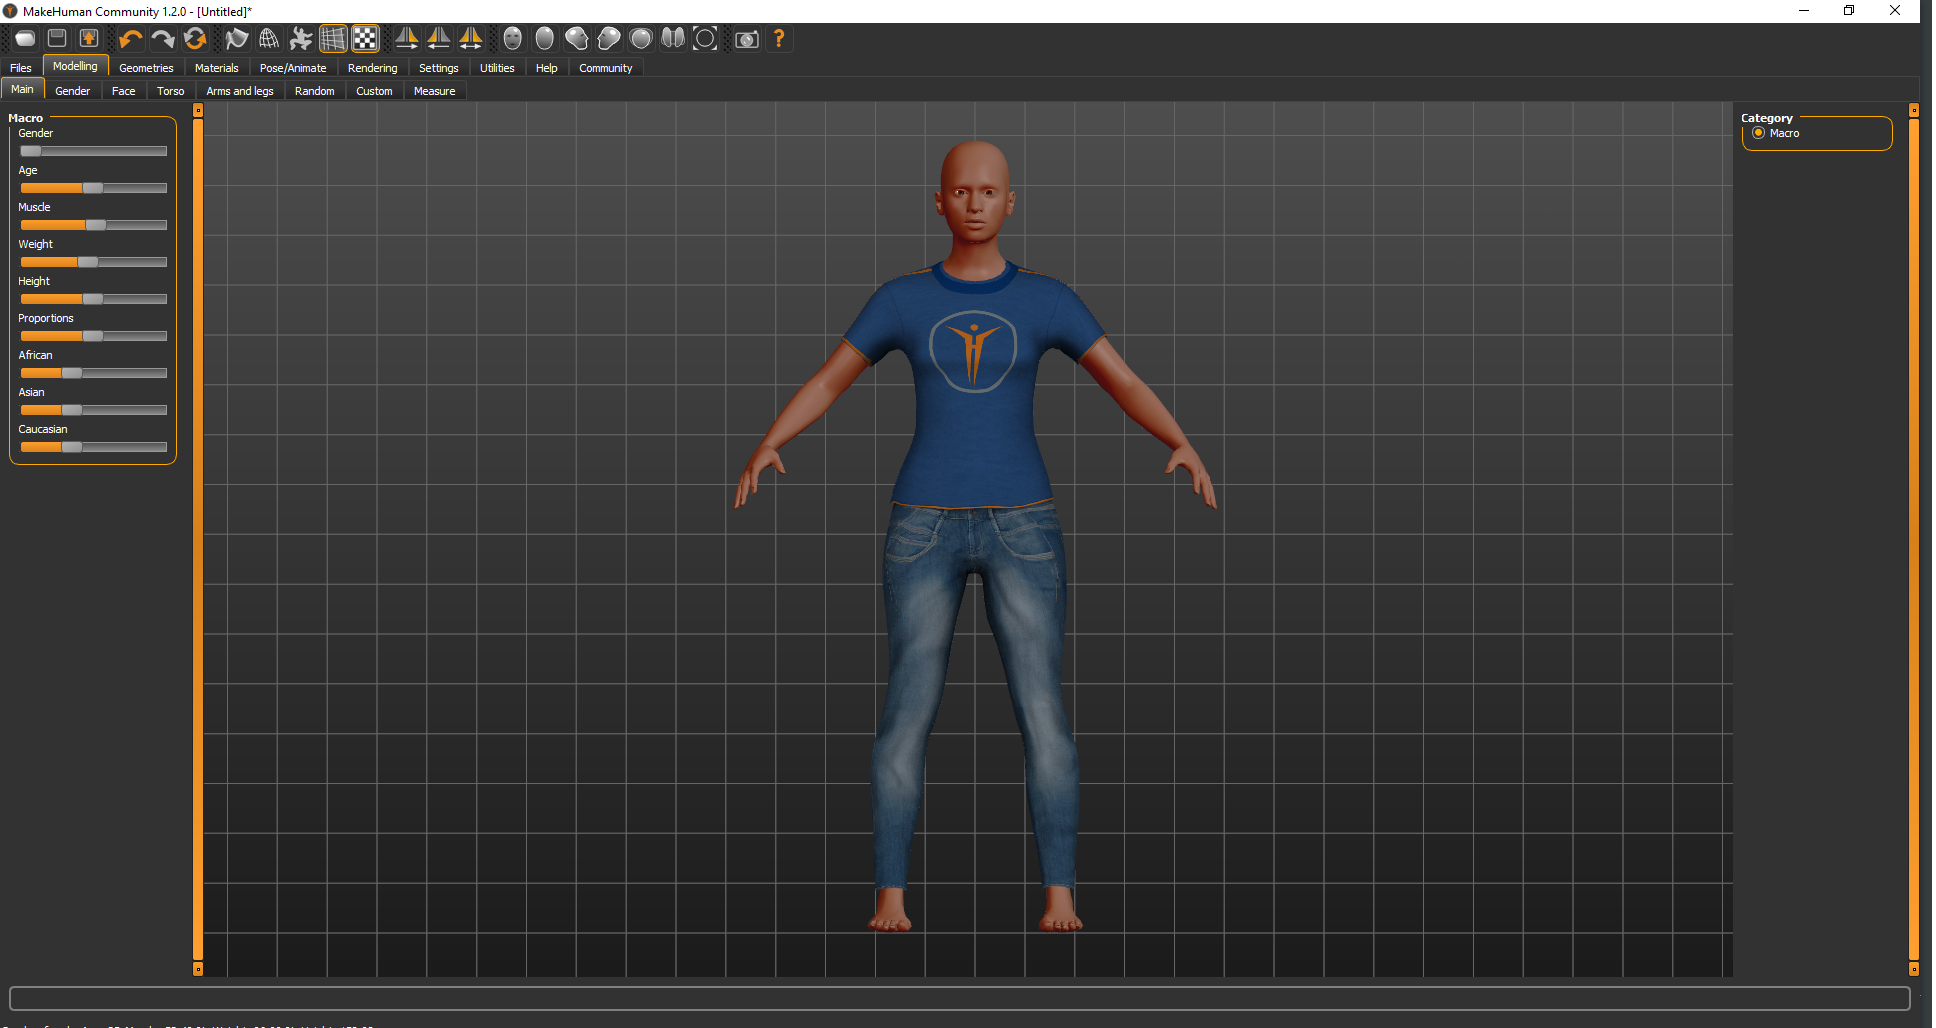 MakeHuman Community 1.2.0 - [Untitled]*
?
Files Modelling Geometries Materials Pose/Animate Rendering Settings Utilities Help Community
Main Gender Face Torso Arms and legs Random Custom Measure
Macro
Gender
Age
Muscle
Weight
Height
Proportions
African
Asian
Caucasian
Category
Macro